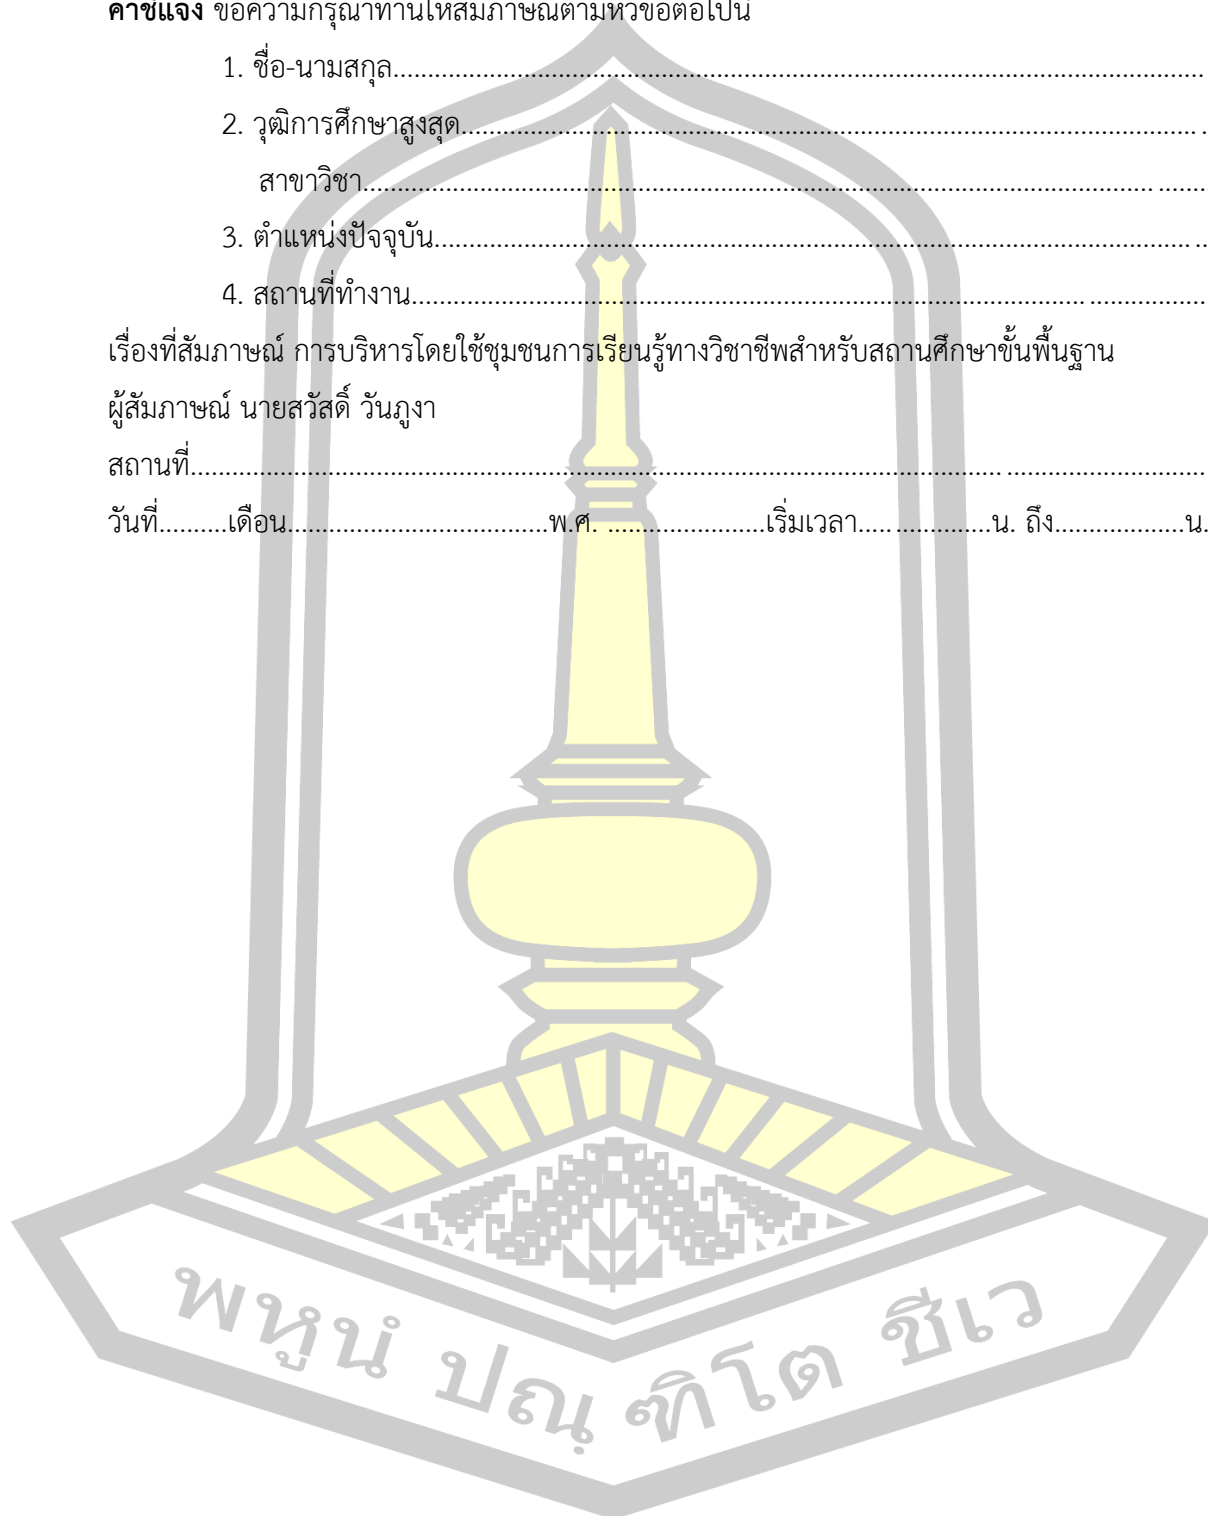 คำชี้แจง ขอความกรุณาท่านให้สัมภาษณ์ตามหัวข้อต่อไปนี้
1. ชื่อ-นามสกุล....................................................................................................................
2. วุฒิการศึกษาสูงสุด.......................................................................................................... ..
สาขาวิชา.................................................................................................................. ........
3. ตำแหน่งปัจจุบัน............................................................................................................. ..
4. สถานที่ทำงาน................................................................................................. .................
เรื่องที่สัมภาษณ์ การบริหารโดยใช้ชุมชนการเรียนรู้ทางวิชาชีพสำหรับสถานศึกษาขั้นพื้นฐาน
ผู้สัมภาษณ์ นายสวัสดิ์ วันภูงา
สถานที่..................................................................................................................... .............................
วันที่..........เดือน......................................พ.ศ. .......................เริ่มเวลา..... ..............น. ถึง...................น.
พหูนํ ปณฺฑิโต ชีเว